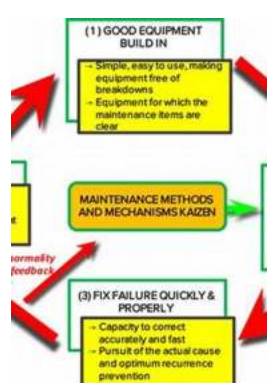 (1) GOOD EQUIPMENT
BUILD IN
→ Simple, easy to use, making
equipment free of
breakdowns
→ Equipment for which the
maintenance items are
clear
MAINTENANCE METHODS
AND MECHANISMS KAIZEN
normality
feedback
(3) FIX FAILURE QUICKLY &
PROPERLY
→ Capacity to correct
accurately and fast
→ Pursuit of the actual cause
and optimum recurrence
prevention